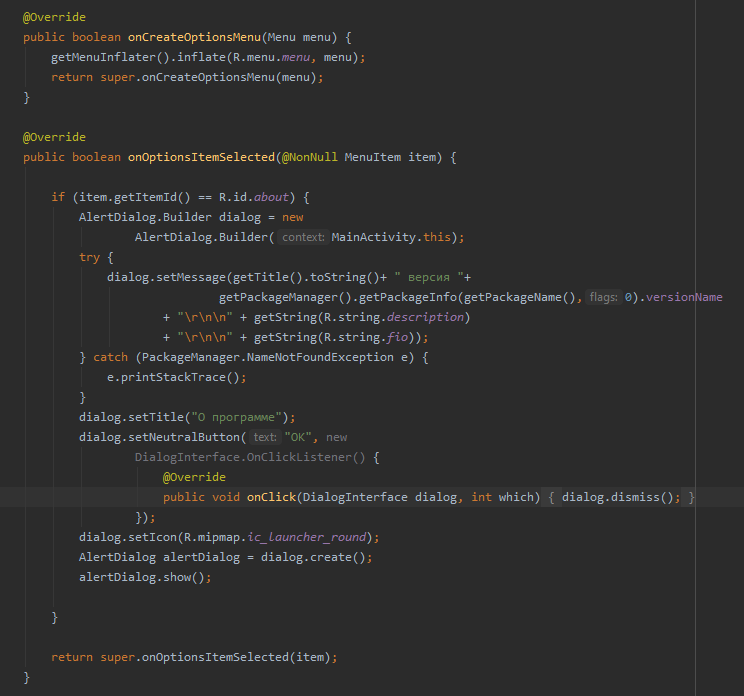 @Override
public boolean onCreateOptionsMenu(Menu menu) {
getMenuInflater().inflate(R.menu.menu, menu);
return super.onCreateOptionsMenu(menu);
}
@Override
public boolean onOptionsItemSelected(@NonNull MenuItem item) {
if (item.getItemId() == R.id.about) {
AlertDialog.Builder dialog = new
AlertDialog.Builder( context: MainActivity.this);
try {
dialog.setMessage(getTitle().toString()+ " версия "+
getPackageManager().getPackageInfo(getPackageName(), flags: 0).versionName
+ "\r\n\n" + getString(R.string.description)
+ "\r\n\n" + getString(R.string.fio));
} catch (PackageManager.NameNotFoundException e) {
e.printStackTrace();
}
dialog.setTitle("О программе");
dialog.setNeutralButton( text: "OK", new
DialogInterface.OnClickListener() {
@Override
public void onClick(DialogInterface dialog, int which) { dialog.dismiss(); }
});
dialog.setIcon(R.mipmap.ic_launcher_round);
AlertDialog alertDialog = dialog.create();
alertDialog.show();
}
return super.onOptionsItemSelected(item);
}